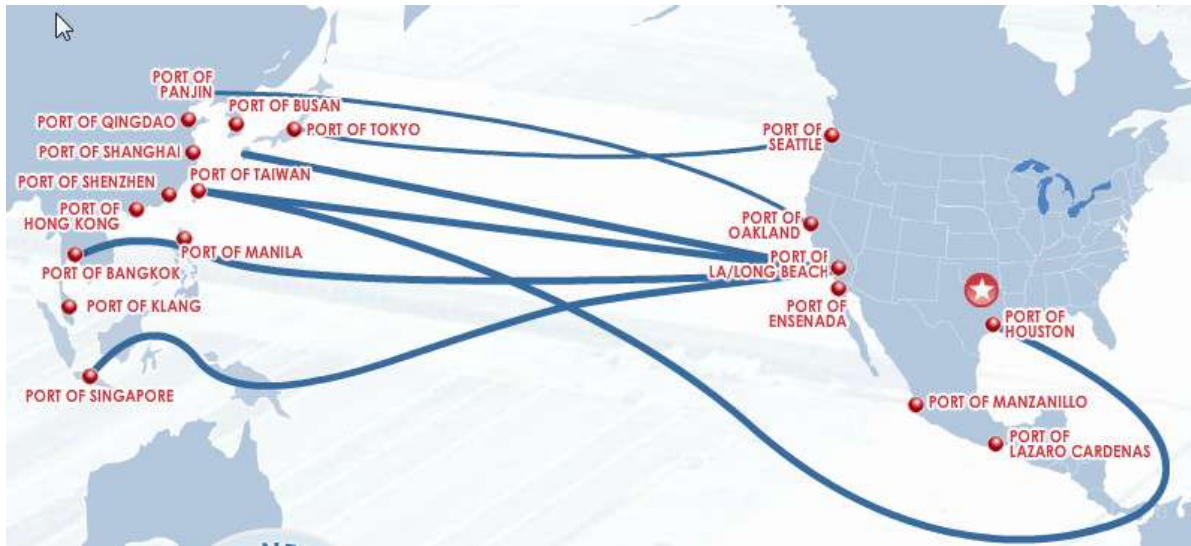 PORT OF
PANJIN
PORT OF BUSAN
PORT OF QINGDAO
PORT OF TOKYO
PORT OF
SEATTLE
PORT OF SHANGHAI
PORT OF TAIWAN
PORT OF SHENZHEN
PORT OF
HONG KONG
PORT OF
OAKLAND
PORT OF MANILA
PORT OF
LA/LONG BEACH
PORT OF BANGKOK
PORT OF KLANG
PORT OF
ENSENADA
PORT OF
HOUSTON
PORT OF SINGAPORE
PORT OF MANZANILLO
PORT OF
LAZARO CARDENAS